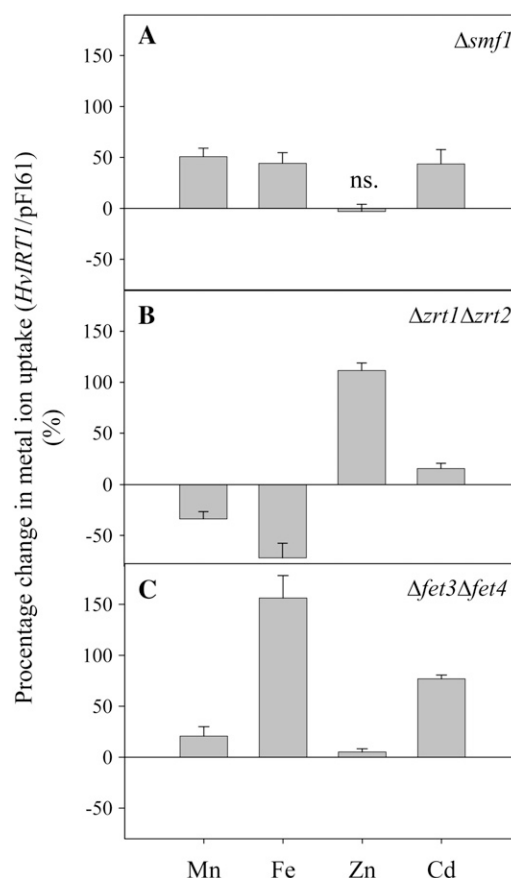 Procentage change in metal ion uptake (HvIRT1/pFl61)
(%)
A
Δsmf1
150
100
50
ns.
0
-50
B
Δzrt1Δzrt2
150
100
50
0
-50
C
Δfet3Δfet4
150
100
50
0
-50
Mn Fe Zn Cd